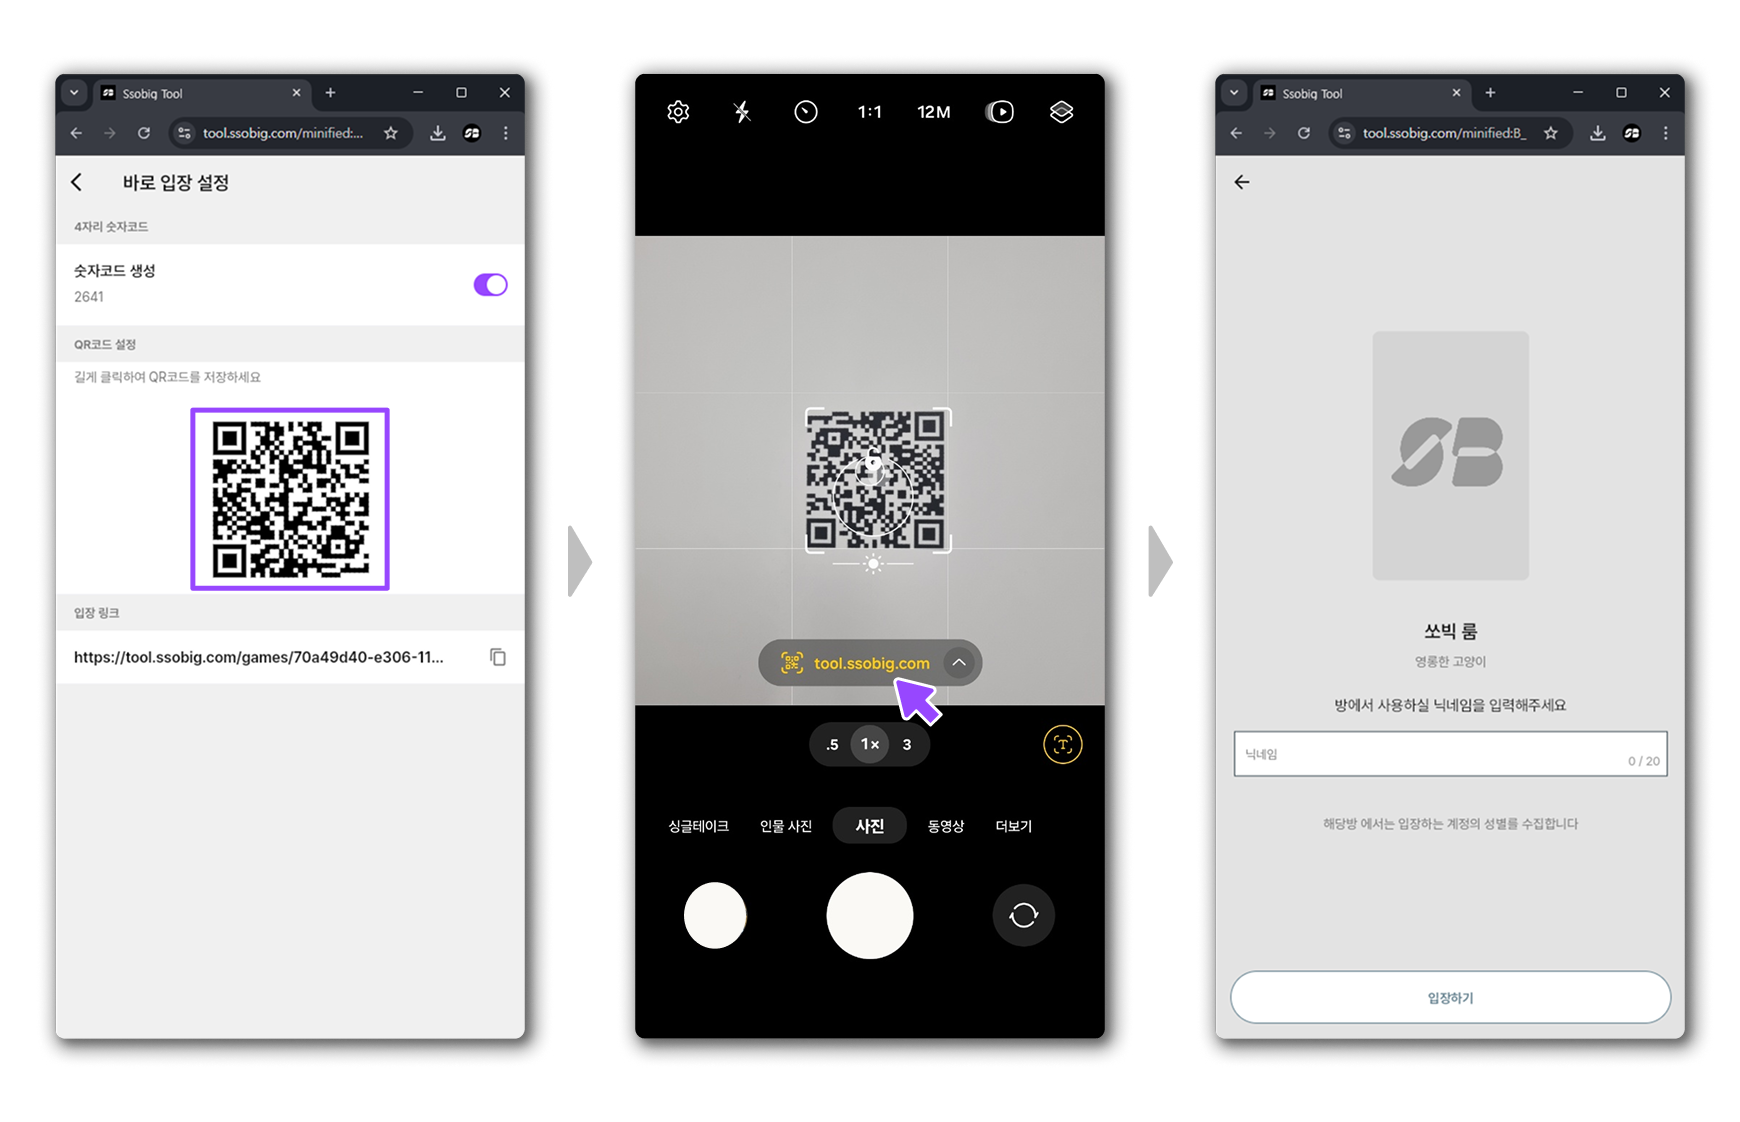 Ssobig Tool
tool.ssobig.com/minified:...
바로 입장 설정
4자리 숫자코드
숫자코드 생성
2641
QR코드 설정
길게 클릭하여 QR코드를 저장하세요
입장 링크
https://tool.ssobig.com/games/70a49d40-e306-11...
1:1
12M
tool.ssobig.com
.5
1×
3
T
싱글테이크
인물 사진
사진
동영상
더보기
Ssobig Tool
tool.ssobig.com/minified:B_
SB
쏘빅 룸
영롱한 고양이
방에서 사용하실 닉네임을 입력해주세요
닉네임
0 / 20
해당방 에서는 입장하는 계정의 성별를 수집합니다
입장하기